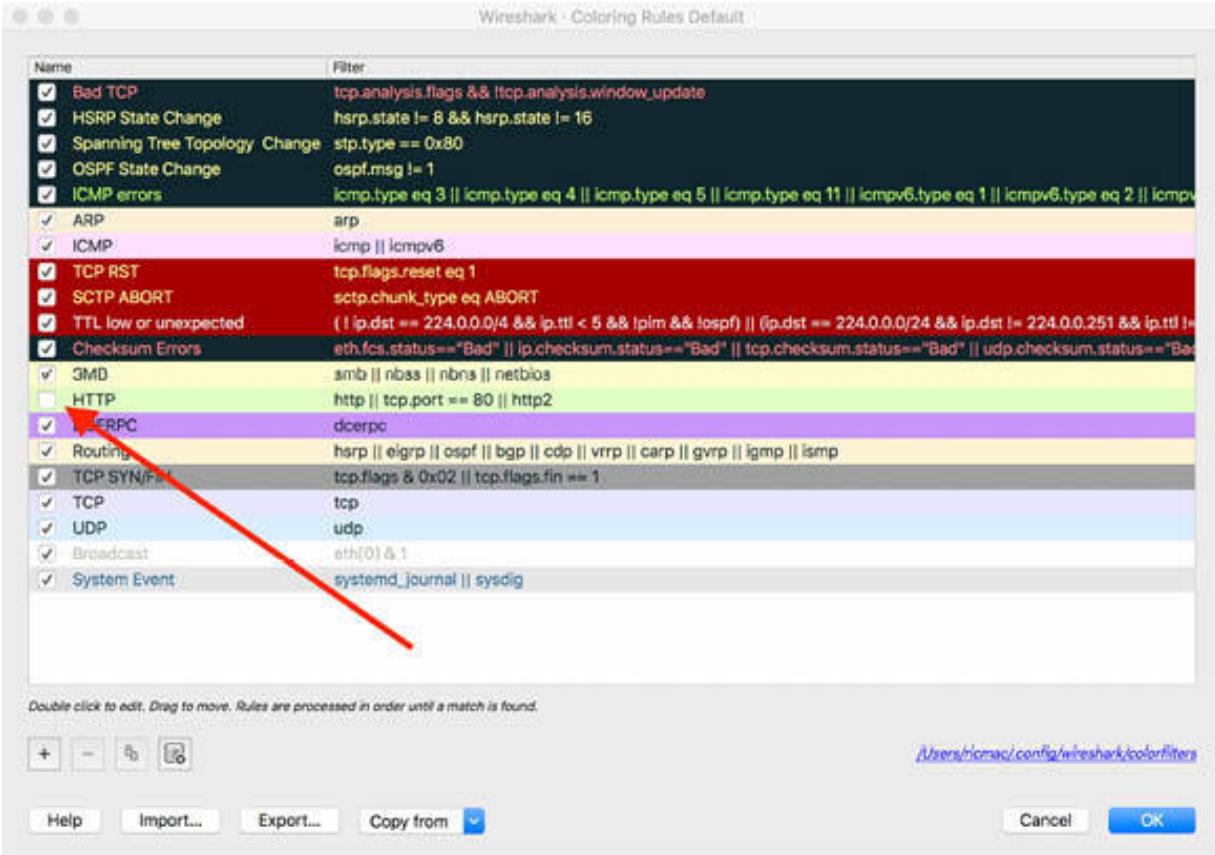 Wireshark · Coloring Rules Default
Name Filter
Bad TCP tcp.analysis.flags && !tcp.analysis.window_update
HSRP State Change hsrp.state != 8 && hsrp.state != 16
Spanning Tree Topology Change stp.type == 0x80
OSPF State Change ospf.msg != 1
ICMP errors icmp.type eq 3 || icmp.type eq 4 || icmp.type eq 5 || icmp.type eq 11 || icmpv6.type eq 1 || icmpv6.type eq 2 || icmpv
ARP arp
ICMP icmp || icmpv6
TCP RST tcp.flags.reset eq 1
SCTP ABORT sctp.chunk_type eq ABORT
TTL low or unexpected ( ! ip.dst == 224.0.0.0/4 && ip.ttl < 5 && !pim && !ospf) || (ip.dst == 224.0.0.0/24 && ip.dst != 224.0.0.251 && ip.ttl !=
Checksum Errors eth.fcs.status=="Bad" || ip.checksum.status=="Bad" || tcp.checksum.status=="Bad" || udp.checksum.status=="Bad
SMB smb || nbss || nbns || netbios
HTTP http || tcp.port == 80 || http2
DCERPC dcerpc
Routing hsrp || eigrp || ospf || bgp || cdp || vrrp || carp || gvrp || igmp || ismp
TCP SYN/FIN tcp.flags & 0x02 || tcp.flags.fin == 1
TCP tcp
UDP udp
Broadcast eth[0] & 1
System Event systemd_journal || sysdig
Double click to edit. Drag to move. Rules are processed in order until a match is found.
+ −
/Users/ricmac/.config/wireshark/colorfilters
Help Import... Export... Copy from Cancel OK